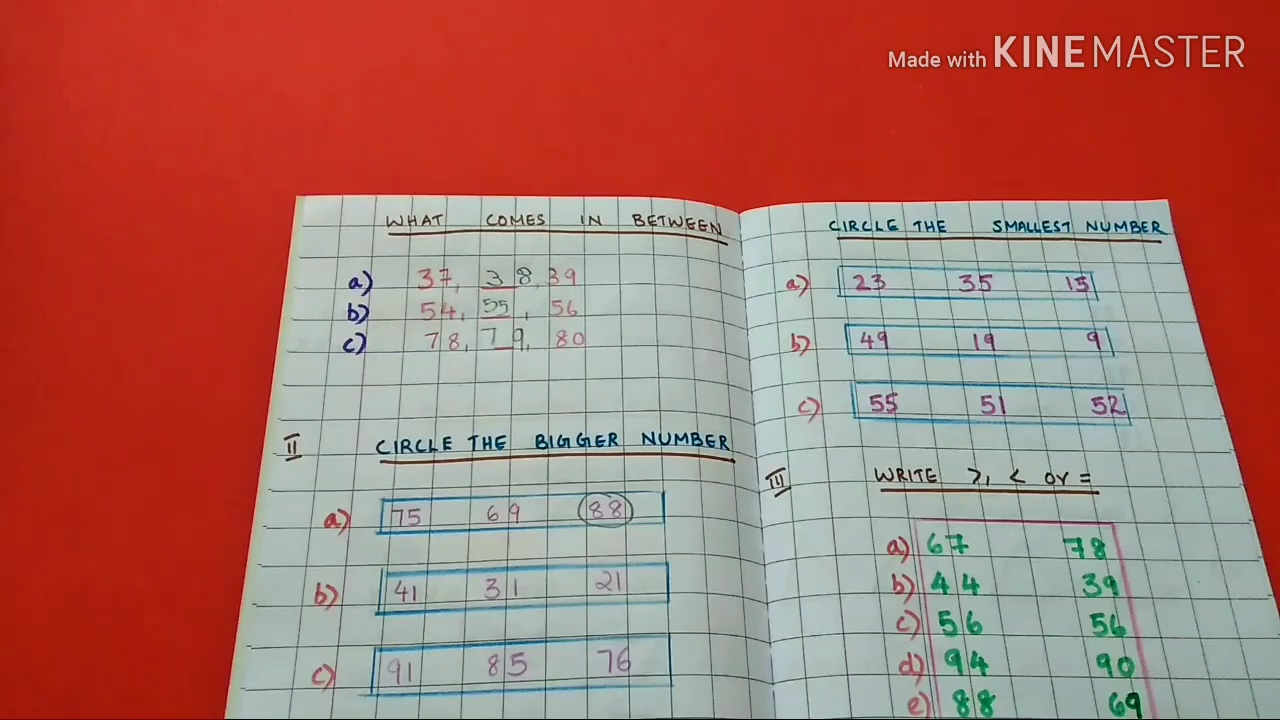 Made with KINEMASTER
WHAT COMES IN BETWEEN
a) 37, 38, 39
b) 54, 55, 56
c) 78, 79, 80
II CIRCLE THE BIGGER NUMBER
a) 75 69 88
b) 41 31 21
c) 91 85 76
CIRCLE THE SMALLEST NUMBER
a) 23 35 15
b) 49 19 9
c) 55 51 52
III WRITE >, < or =
a) 67 78
b) 44 39
c) 56 56
d) 94 90
e) 88 69